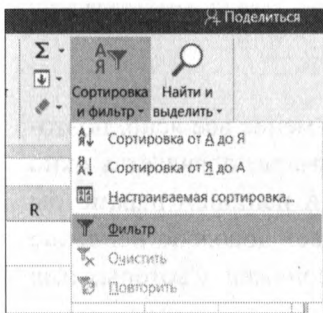 Поделиться
Σ
Сортировка и фильтр
Найти и выделить
Сортировка от А до Я
Сортировка от Я до А
Настраиваемая сортировка...
R
Фильтр
Очистить
Повторить